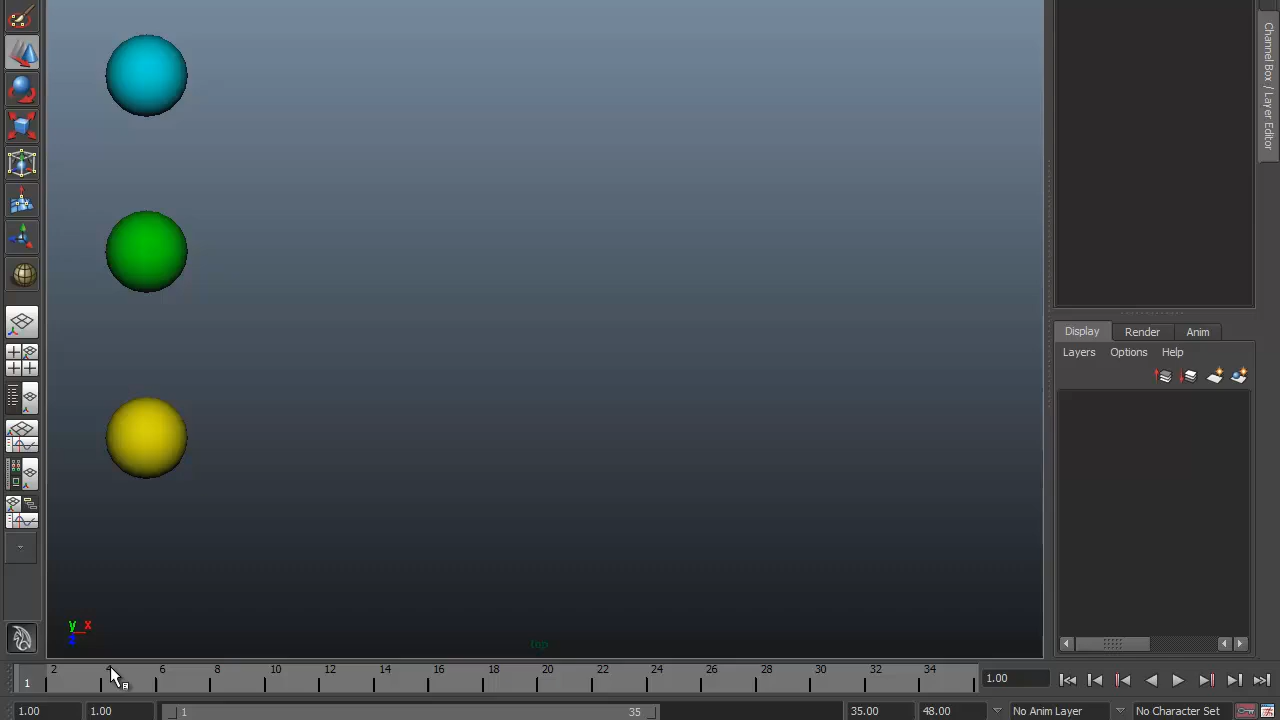 Channel Box / Layer Editor
Display Render Anim
Layers Options Help
y x
z
top
2 4 6 8 10 12 14 16 18 20 22 24 26 28 30 32 34
1
1.00
1.00 1.00 1 35 35.00 48.00 No Anim Layer No Character Set